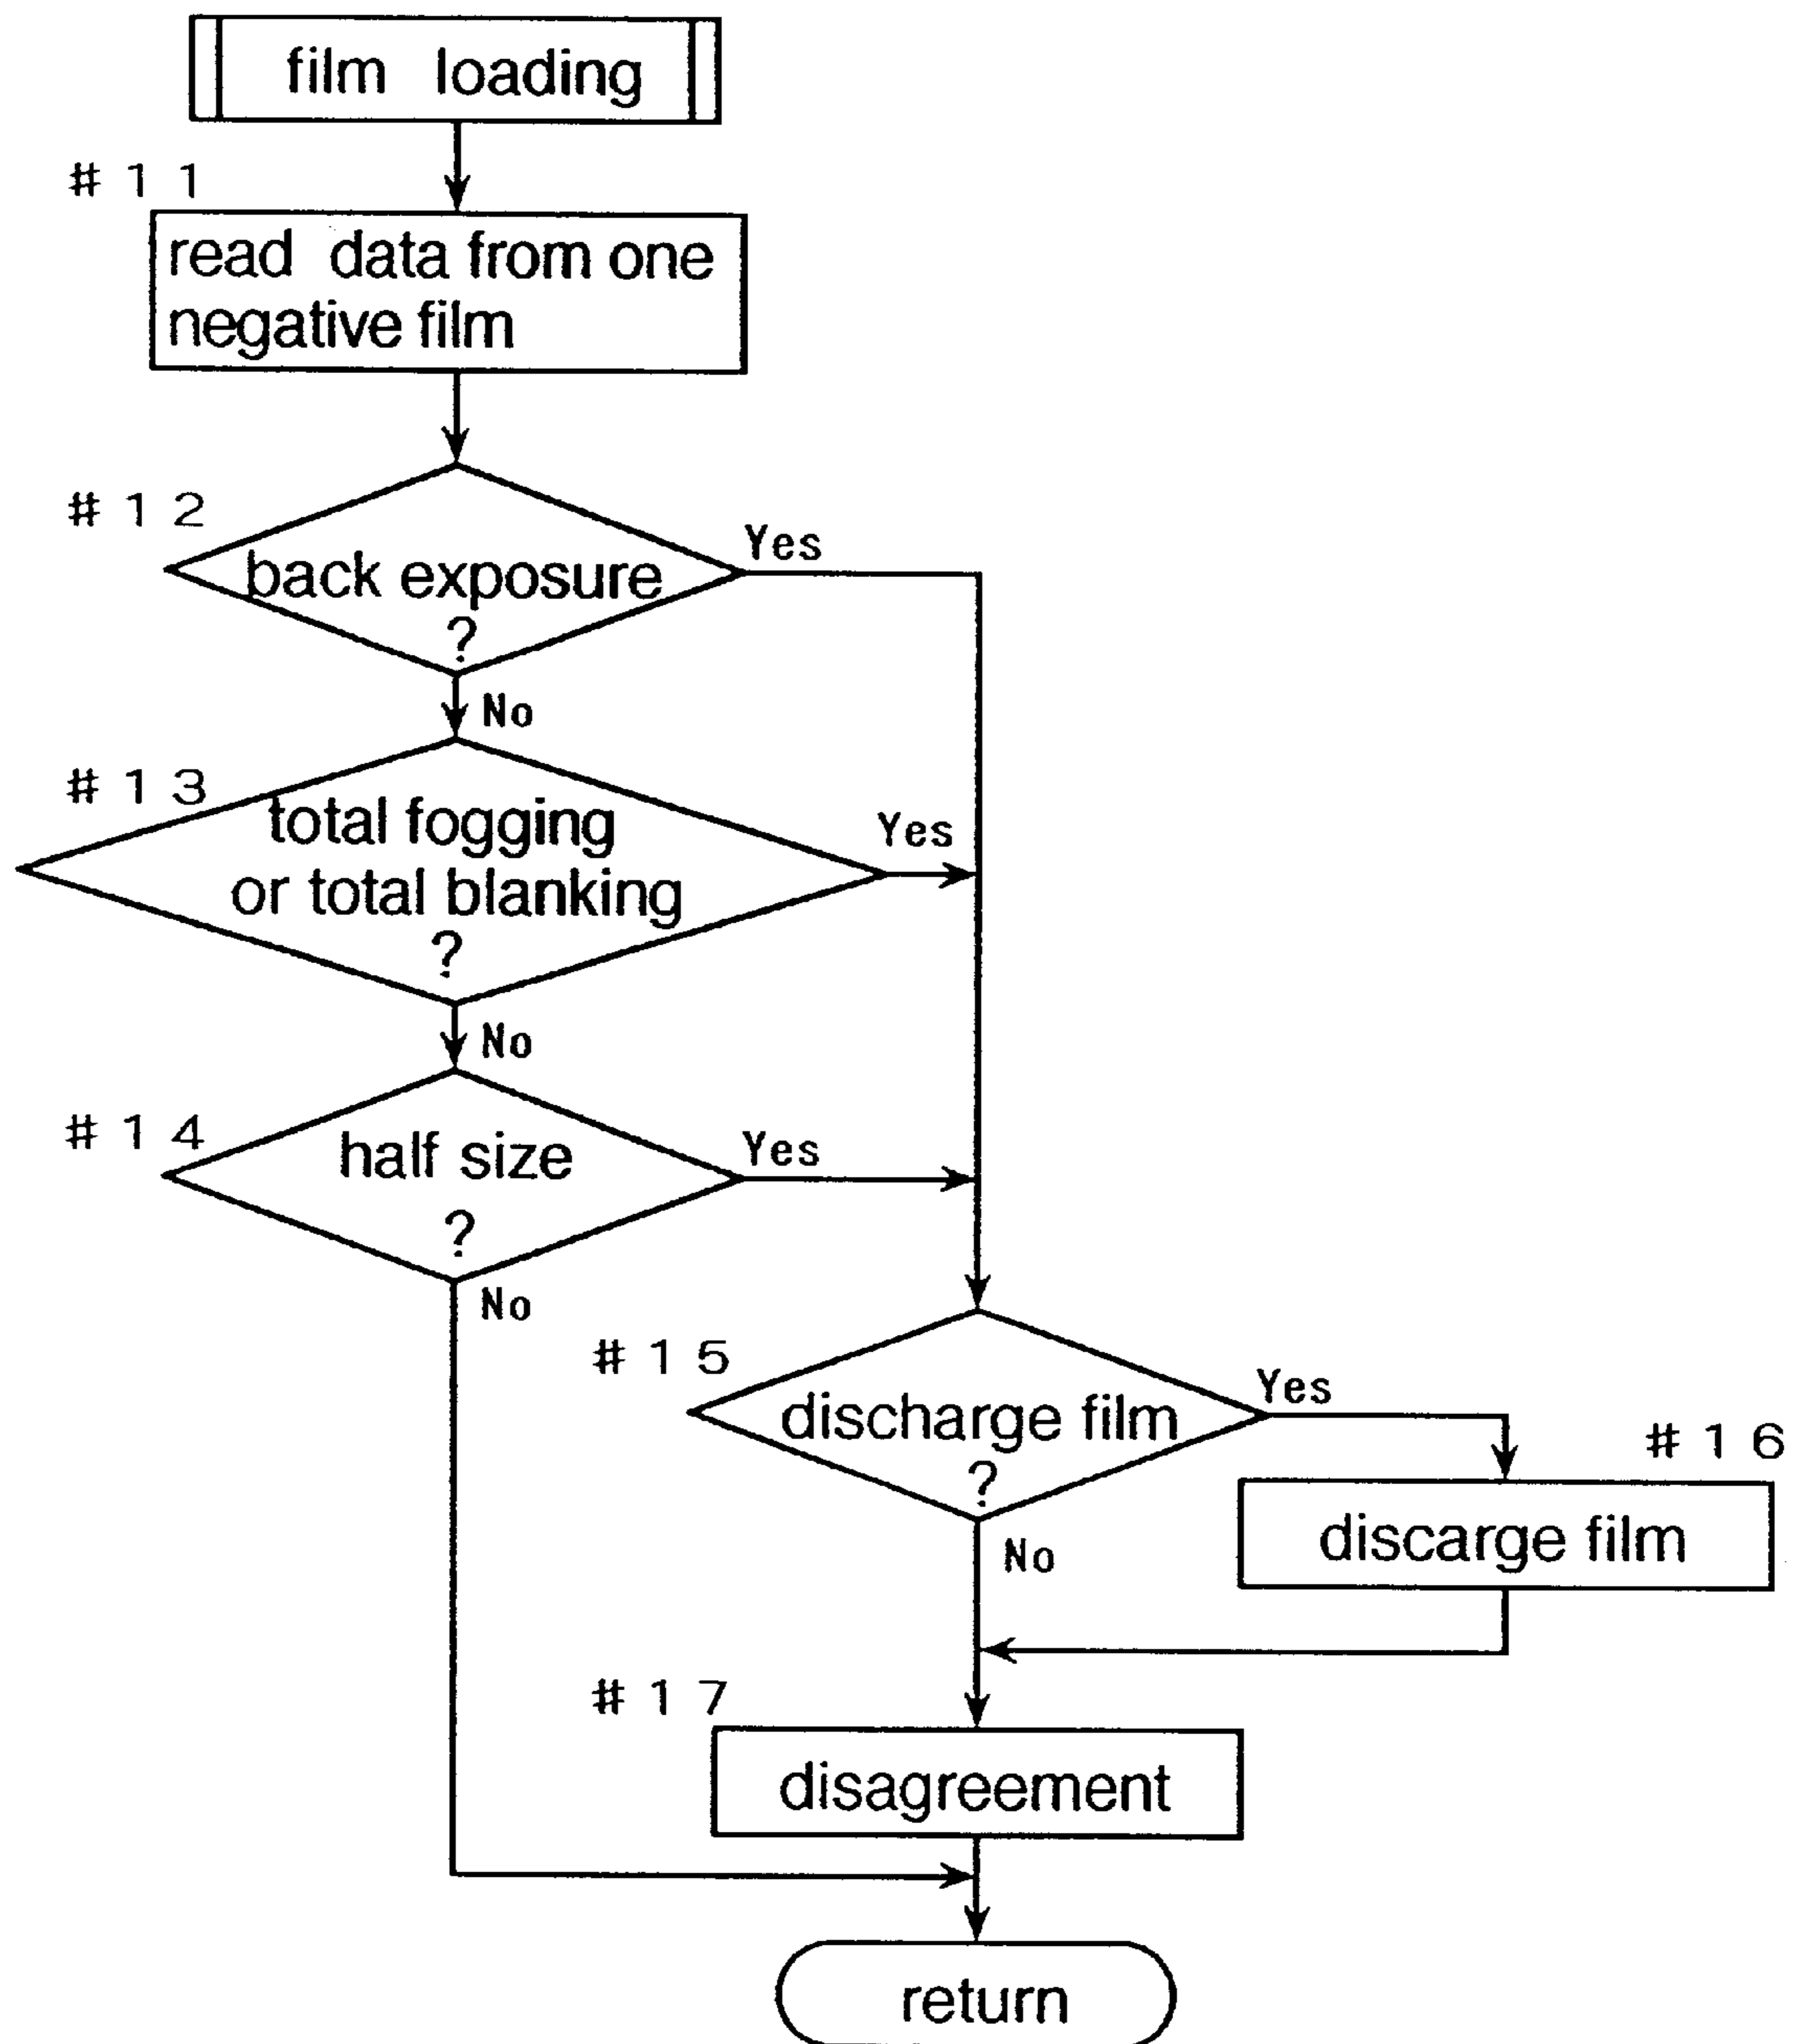 film loading
#11
read data from one
negative film
#12
back exposure
?
Yes
No
#13
total fogging
or total blanking
?
Yes
No
#14
half size
?
Yes
No
#15
discharge film
?
Yes
No
#16
discarge film
#17
disagreement
return